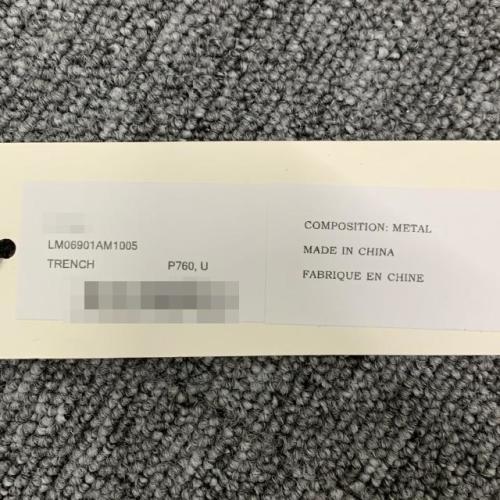 LM06901AM1005
TRENCH P760, U
COMPOSITION: METAL
MADE IN CHINA
FABRIQUE EN CHINE